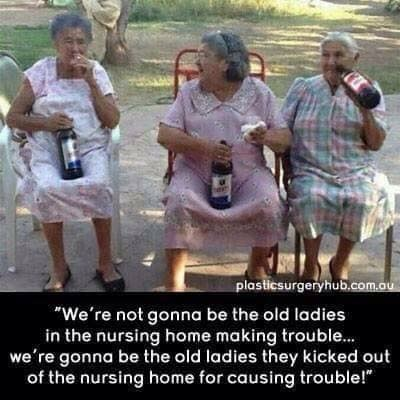 plasticsurgeryhub.com.au
"We're not gonna be the old ladies
in the nursing home making trouble...
we're gonna be the old ladies they kicked out
of the nursing home for causing trouble!"